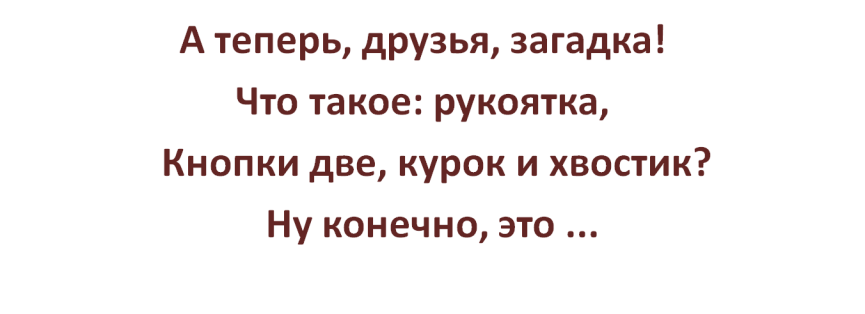 А теперь, друзья, загадка!
Что такое: рукоятка,
Кнопки две, курок и хвостик?
Ну конечно, это ...